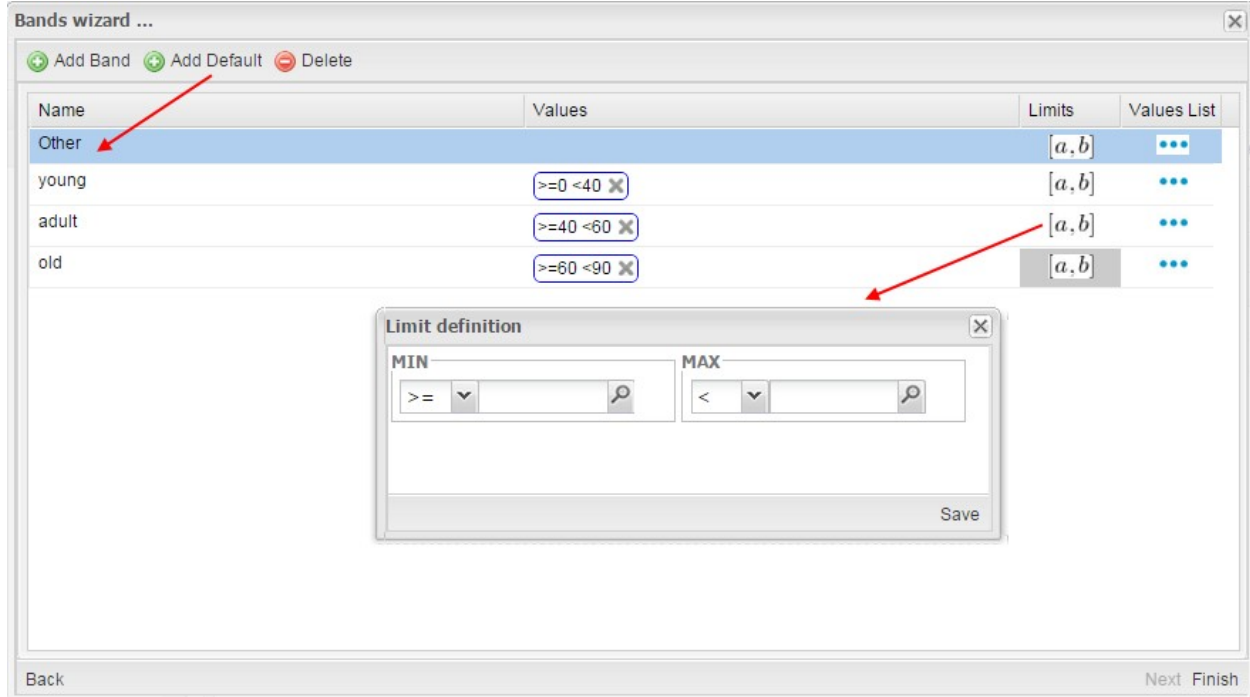 Bands wizard ...
Add Band Add Default Delete
Name Values Limits Values List
Other [a,b] •••
young >=0 <40 [a,b] •••
adult >=40 <60 [a,b] •••
old >=60 <90 [a,b] •••
Limit definition
MIN MAX
>= <
Save
Back Next Finish